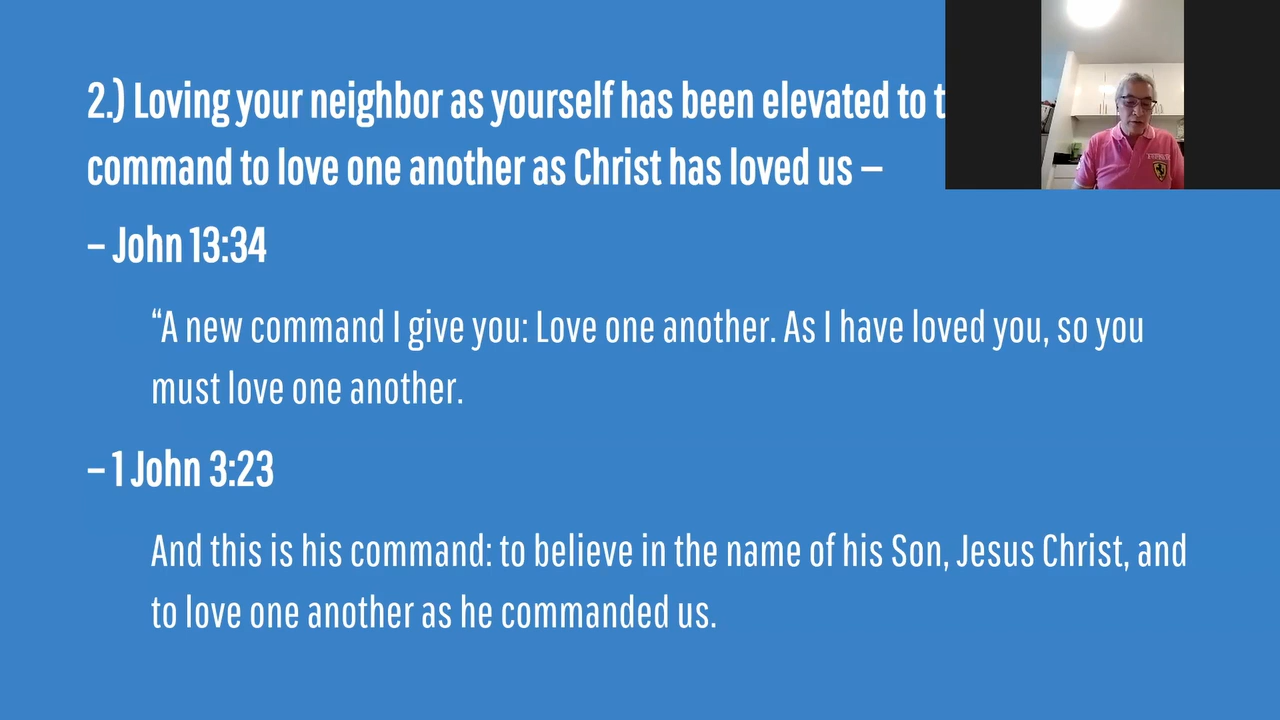 2.) Loving your neighbor as yourself has been elevated to t
command to love one another as Christ has loved us –
– John 13:34
“A new command I give you: Love one another. As I have loved you, so you
must love one another.
– 1 John 3:23
And this is his command: to believe in the name of his Son, Jesus Christ, and
to love one another as he commanded us.